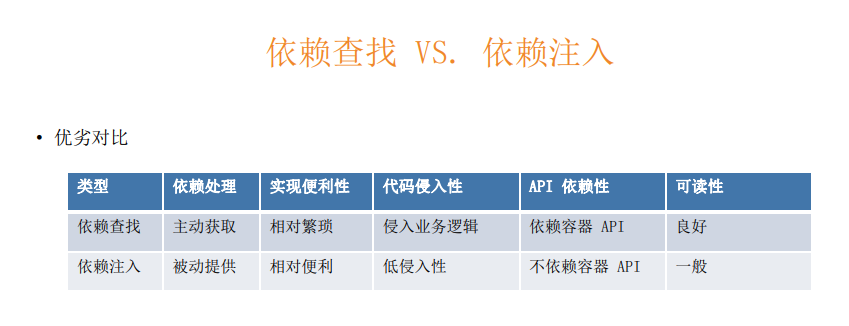 依赖查找 VS. 依赖注入
• 优劣对比
类型 依赖处理 实现便利性 代码侵入性 API 依赖性 可读性
依赖查找 主动获取 相对繁琐 侵入业务逻辑 依赖容器 API 良好
依赖注入 被动提供 相对便利 低侵入性 不依赖容器 API 一般